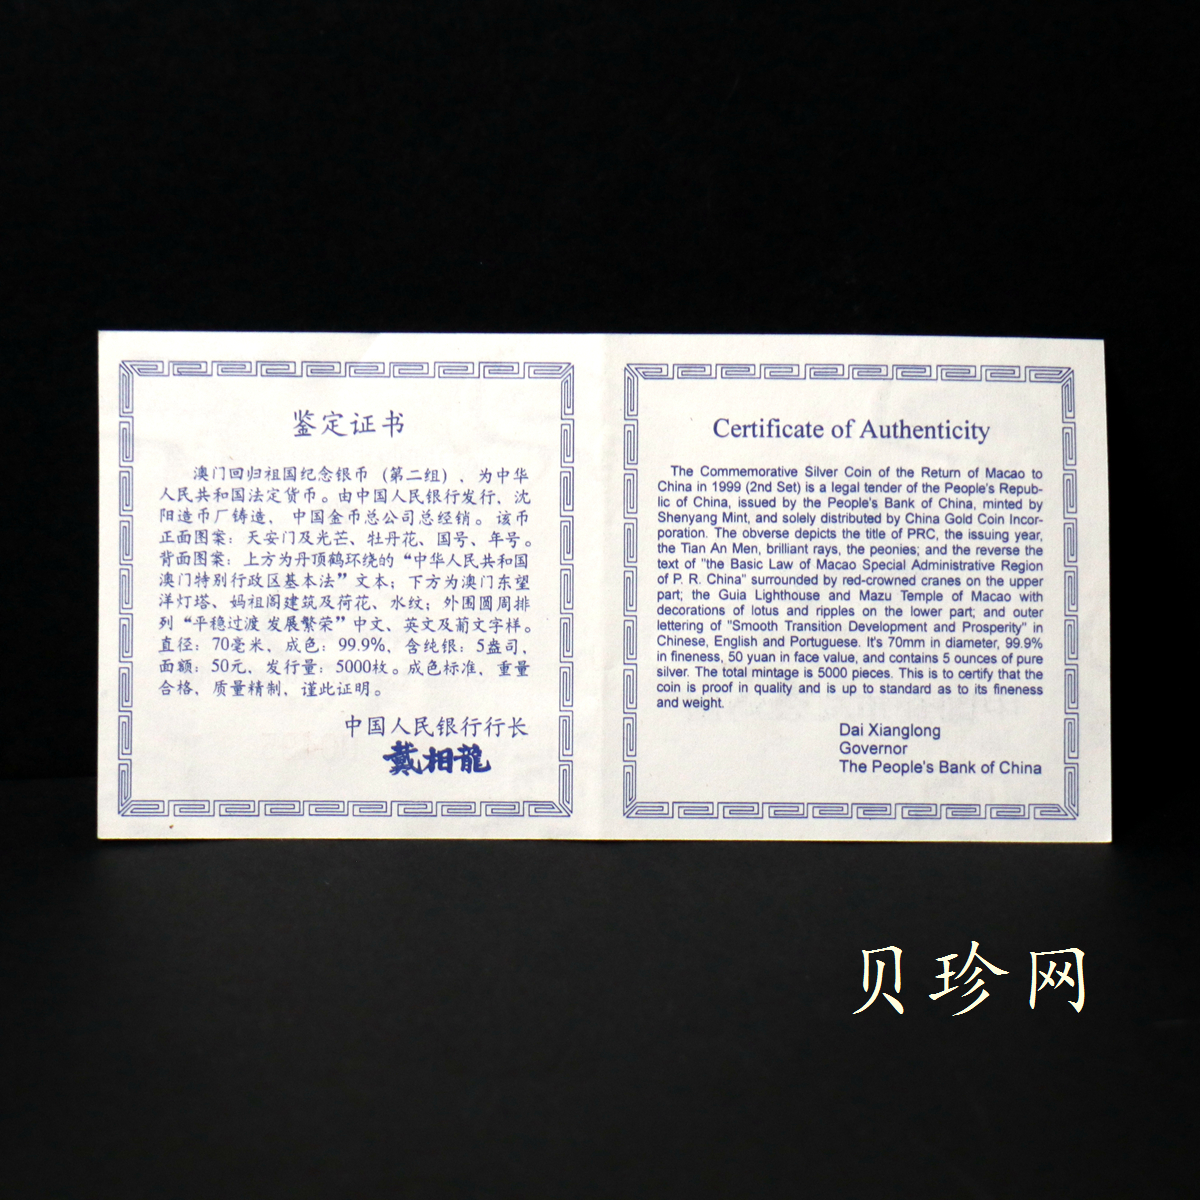 鉴定证书
澳门回归祖国纪念银币（第二组）、为中华
人民共和国法定货币。由中国人民银行发行、沈
阳造币厂铸造、中国金币总公司总经销。该币
正面图案：天安门及光芒、牡丹花、国号、年号。
背面图案：上方为丹顶鹤环绕的“中华人民共和国
澳门特别行政区基本法”文本；下方为澳门东望
洋灯塔、妈祖阁建筑及荷花、水纹；外围圆周排
列“平稳过渡 发展繁荣”中文、英文及葡文字样。
直径：70毫米、成色：99.9%、含纯银：5盎司、
面额：50元、发行量：5000枚。成色标准、重量
合格、质量精制、谨此证明。
中国人民银行行长
戴相龍
Certificate of Authenticity
The Commemorative Silver Coin of the Return of Macao to
China in 1999 (2nd Set) is a legal tender of the People's Repub-
lic of China, issued by the People's Bank of China, minted by
Shenyang Mint, and solely distributed by China Gold Coin Incor-
poration. The obverse depicts the title of PRC, the issuing year,
the Tian An Men, brilliant rays, the peonies; and the reverse the
text of "the Basic Law of Macao Special Administrative Region
of P. R. China" surrounded by red-crowned cranes on the upper
part; the Guia Lighthouse and Mazu Temple of Macao with
decorations of lotus and ripples on the lower part; and outer
lettering of "Smooth Transition Development and Prosperity" in
Chinese, English and Portuguese. It's 70mm in diameter, 99.9%
in fineness, 50 yuan in face value, and contains 5 ounces of pure
silver. The total mintage is 5000 pieces. This is to certify that the
coin is proof in quality and is up to standard as to its fineness
and weight.
Dai Xianglong
Governor
The People's Bank of China
贝珍网